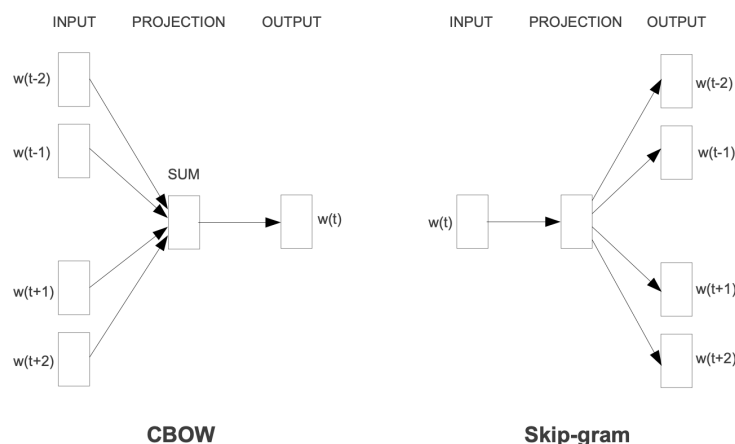 INPUT PROJECTION OUTPUT
w(t-2)
w(t-1)
SUM
w(t)
w(t+1)
w(t+2)
CBOW
INPUT PROJECTION OUTPUT
w(t-2)
w(t-1)
w(t)
w(t+1)
w(t+2)
Skip-gram